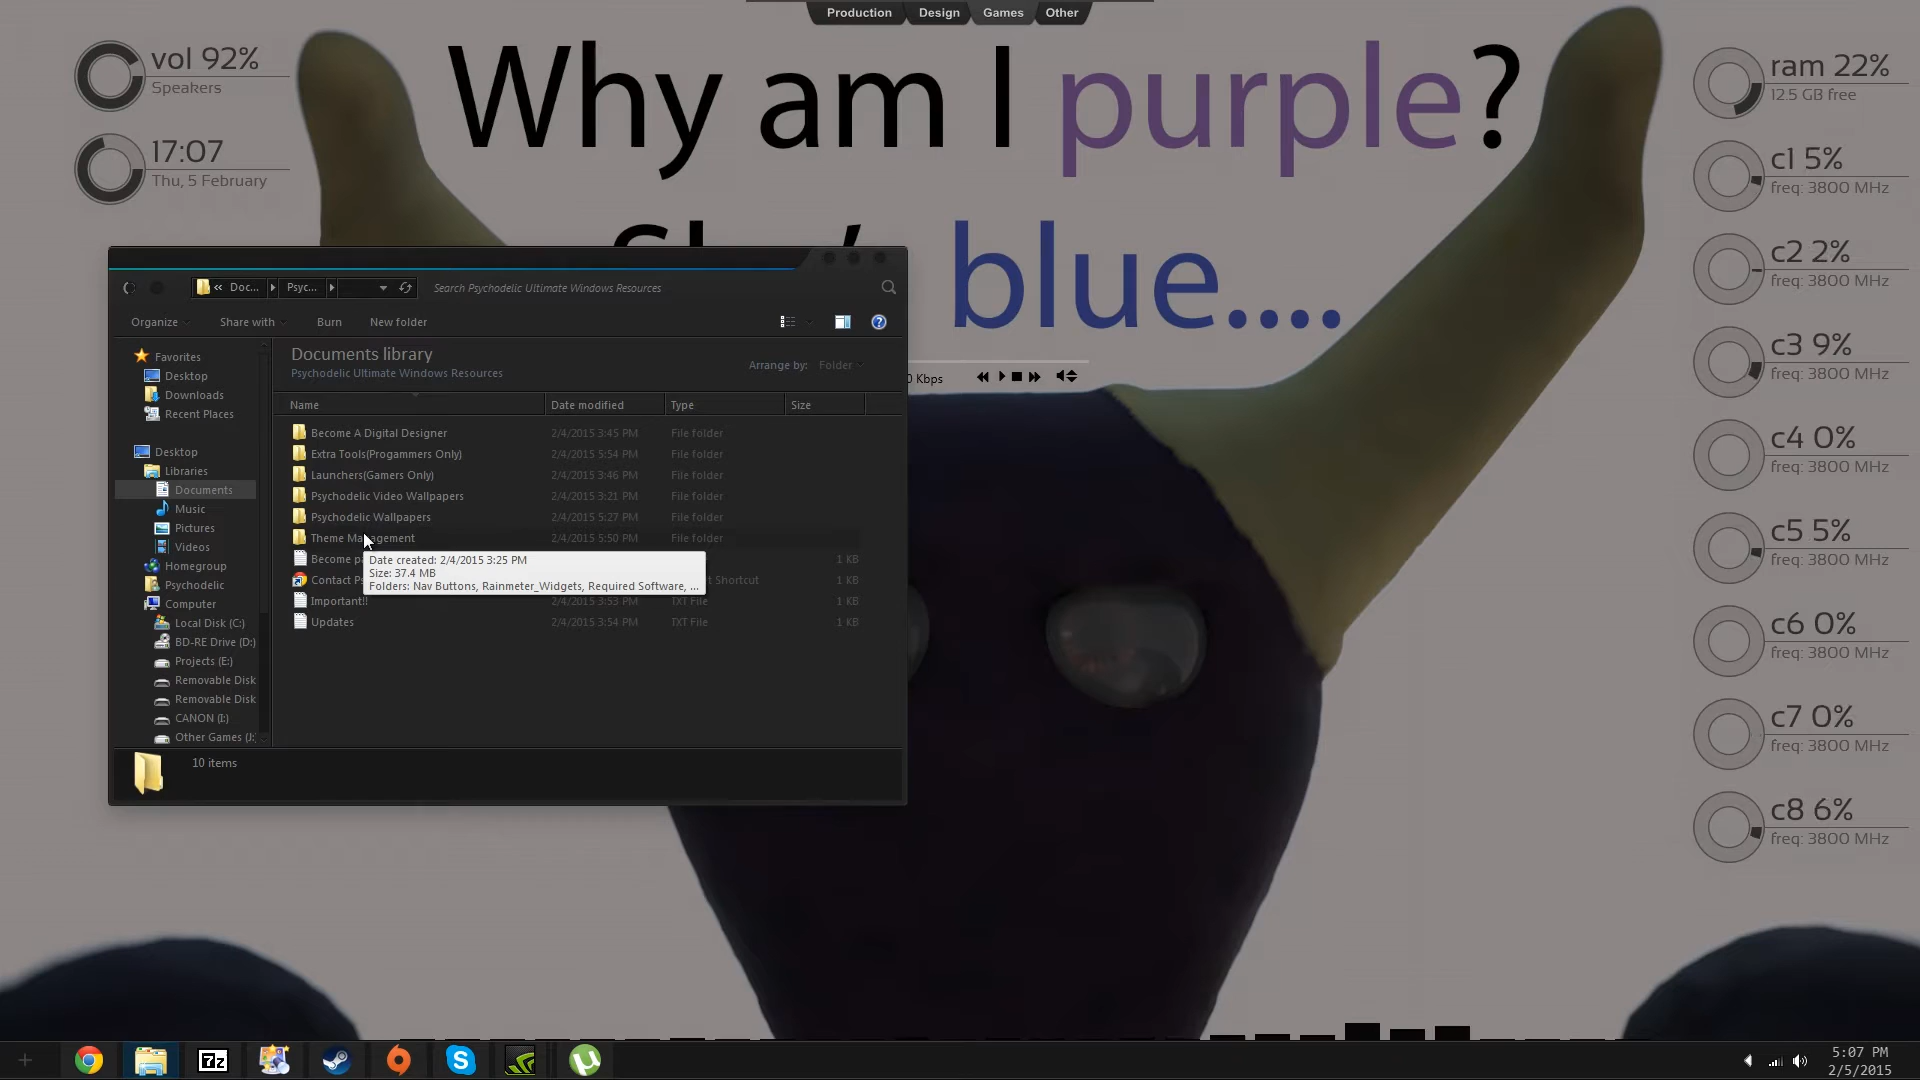 Production
Design
Games
Other
vol 92%
Speakers
17:07
Thu, 5 February
Why am I purple?
blue....
ram 22%
12.5 GB free
c1 5%
freq: 3800 MHz
c2 2%
freq: 3800 MHz
c3 9%
freq: 3800 MHz
c4 0%
freq: 3800 MHz
c5 5%
freq: 3800 MHz
c6 0%
freq: 3800 MHz
c7 0%
freq: 3800 MHz
c8 6%
freq: 3800 MHz
« Doc... Psyc...
Search Psychodelic Ultimate Windows Resources
Organize Share with Burn New folder
Documents library
Psychodelic Ultimate Windows Resources
Arrange by: Folder
0 Kbps
Name Date modified Type Size
Become A Digital Designer 2/4/2015 3:45 PM File folder
Extra Tools(Progammers Only) 2/4/2015 5:54 PM File folder
Launchers(Gamers Only) 2/4/2015 3:46 PM File folder
Psychodelic Video Wallpapers 2/4/2015 3:21 PM File folder
Psychodelic Wallpapers 2/4/2015 5:27 PM File folder
Theme Management 2/4/2015 5:50 PM File folder
Become 1 KB
Contact Shortcut 1 KB
Important!! 2/4/2015 3:53 PM TXT File 1 KB
Updates 2/4/2015 3:54 PM TXT File 1 KB
Date created: 2/4/2015 3:25 PM
Size: 37.4 MB
Folders: Nav Buttons, Rainmeter_Widgets, Required Software, ...
Favorites
Desktop
Downloads
Recent Places
Desktop
Libraries
Documents
Music
Pictures
Videos
Homegroup
Psychodelic
Computer
Local Disk (C:)
BD-RE Drive (D:)
Projects (E:)
Removable Disk
Removable Disk
CANON (I:)
Other Games (J:
10 items
7z
5:07 PM
2/5/2015